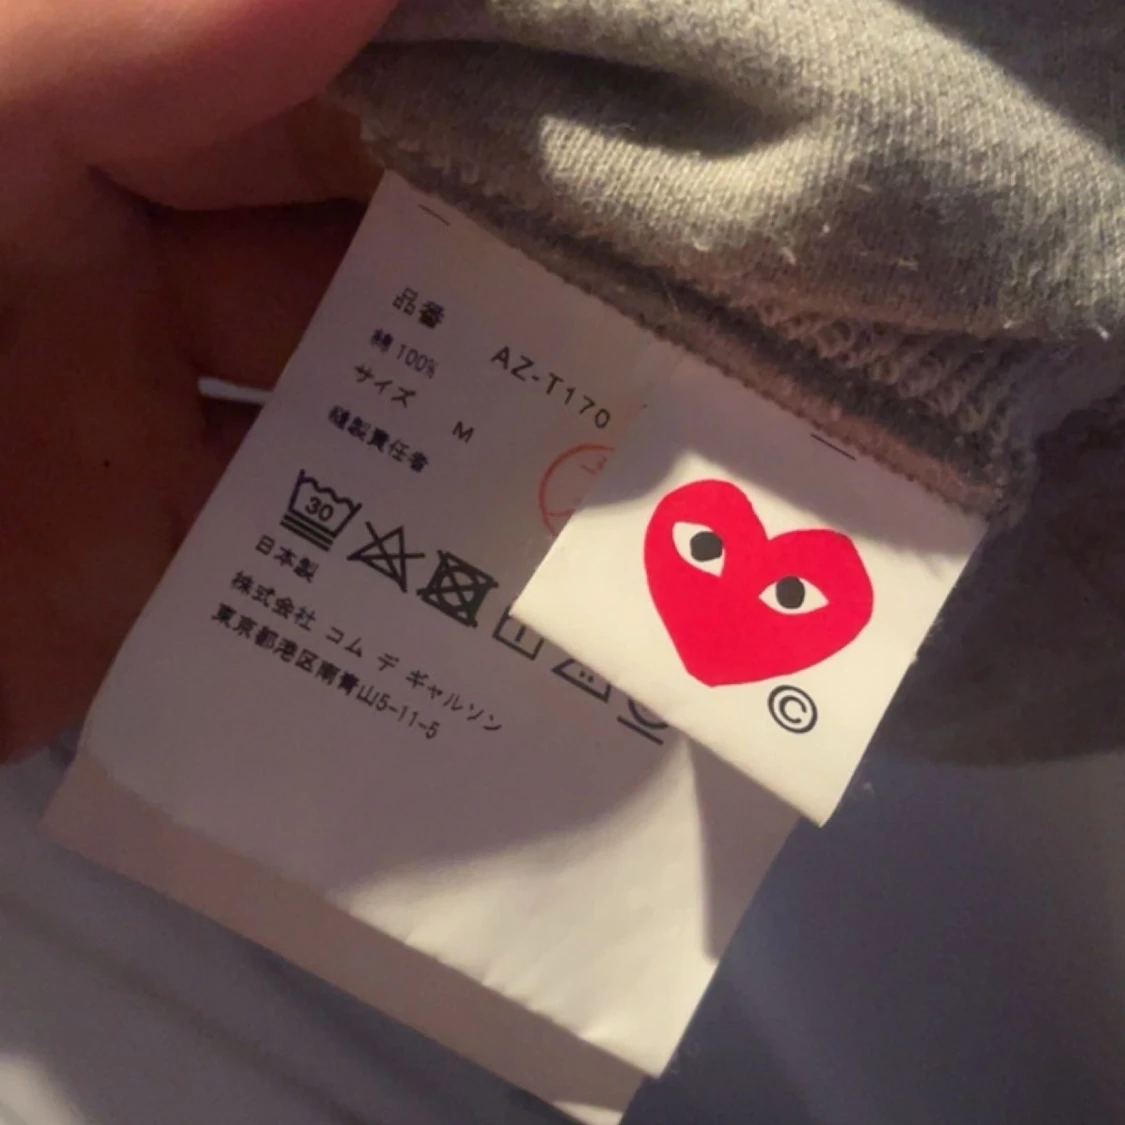 品番 AZ-T170
綿 100%
サイズ M
縫製責任者
30
日本製
株式会社 コム デ ギャルソン
東京都港区南青山5-11-5
©